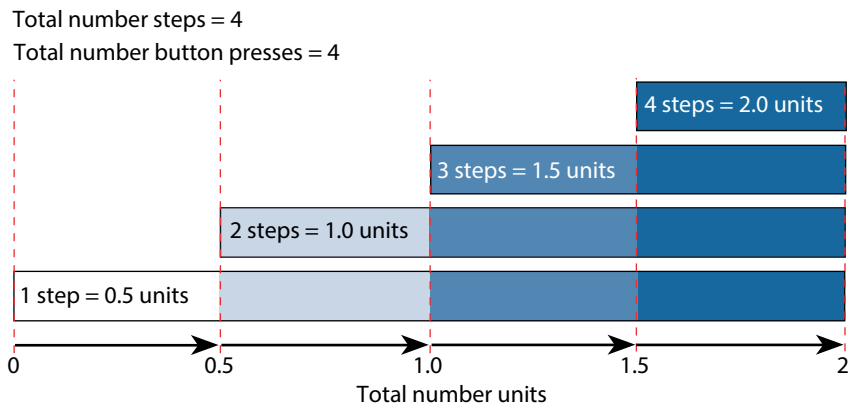 Total number steps = 4
Total number button presses = 4
4 steps = 2.0 units
3 steps = 1.5 units
2 steps = 1.0 units
1 step = 0.5 units
0 0.5 1.0 1.5 2
Total number units